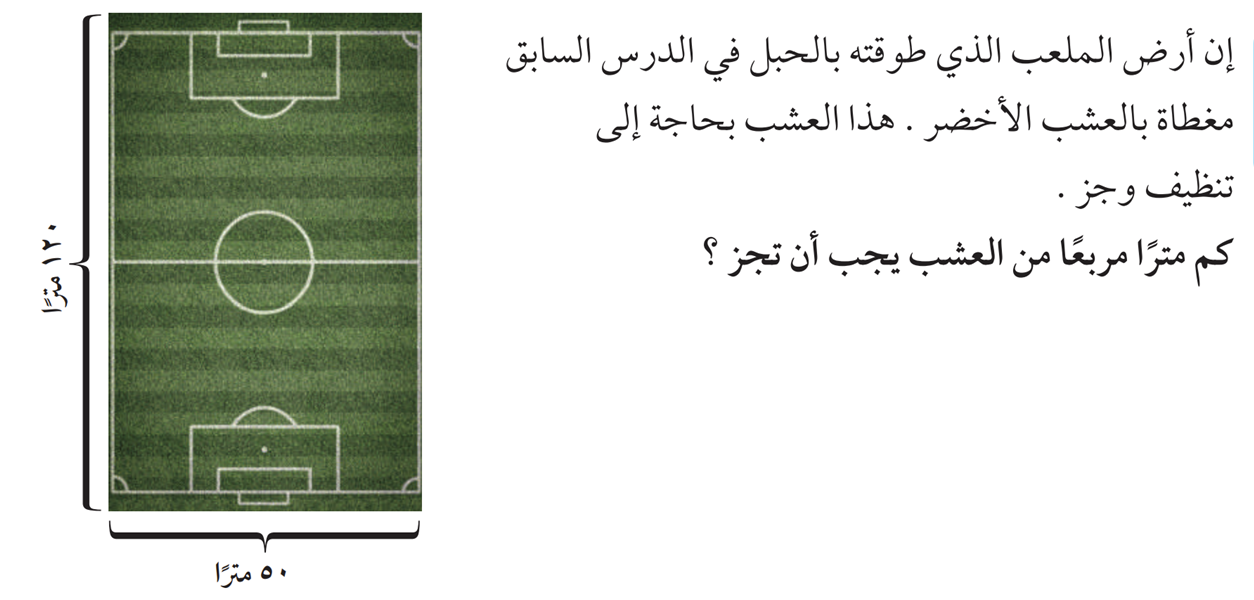 إن أرض الملعب الذي طوقته بالحبل في الدرس السابق
مغطاة بالعشب الأخضر . هذا العشب بحاجة إلى
تنظيف وجز .
كم مترًا مربعًا من العشب يجب أن تجز ؟
١٢٠ مترًا
٥٠ مترًا